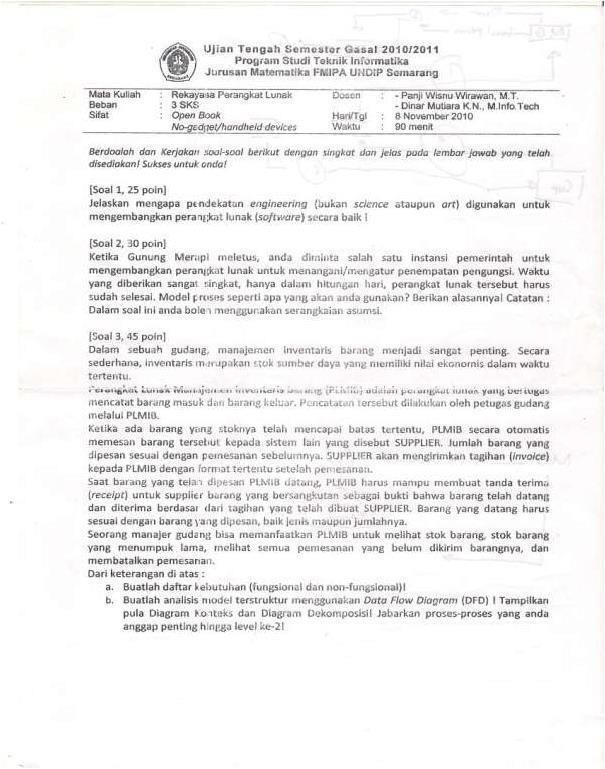 Ujian Tengah Semester Gasal 2010/2011
Program Studi Teknik Informatika
Jurusan Matematika FMIPA UNDIP Semarang
Mata Kuliah : Rekayasa Perangkat Lunak Dosen : - Panji Wisnu Wirawan, M.T.
Beban : 3 SKS - Dinar Mutiara K.N., M.Info.Tech
Sifat : Open Book Hari/Tgl : 8 November 2010
No-gadget/handheld devices Waktu : 90 menit
Berdoalah dan Kerjakan soal-soal berikut dengan singkat dan jelas pada lembar jawab yang telah
disediakan! Sukses untuk anda!
[Soal 1, 25 poin]
Jelaskan mengapa pendekatan engineering (bukan science ataupun art) digunakan untuk
mengembangkan perangkat lunak (software) secara baik !
[Soal 2, 30 poin]
Ketika Gunung Merapi meletus, anda diminta salah satu instansi pemerintah untuk
mengembangkan perangkat lunak untuk menangani/mengatur penempatan pengungsi. Waktu
yang diberikan sangat singkat, hanya dalam hitungan hari, perangkat lunak tersebut harus
sudah selesai. Model proses seperti apa yang akan anda gunakan? Berikan alasannya! Catatan :
Dalam soal ini anda boleh menggunakan serangkaian asumsi.
[Soal 3, 45 poin]
Dalam sebuah gudang, manajemen inventaris barang menjadi sangat penting. Secara
sederhana, inventaris merupakan stok sumber daya yang memiliki nilai ekonomis dalam waktu
tertentu.
Perangkat Lunak Manajemen Inventaris Barang (PLMIB) adalah perangkat lunak yang bertugas
mencatat barang masuk dan barang keluar. Pencatatan tersebut dilakukan oleh petugas gudang
melalui PLMIB.
Ketika ada barang yang stoknya telah mencapai batas tertentu, PLMIB secara otomatis
memesan barang tersebut kepada sistem lain yang disebut SUPPLIER. Jumlah barang yang
dipesan sesuai dengan pemesanan sebelumnya. SUPPLIER akan mengirimkan tagihan (invoice)
kepada PLMIB dengan format tertentu setelah pemesanan.
Saat barang yang telah dipesan PLMIB datang, PLMIB harus mampu membuat tanda terima
(receipt) untuk supplier barang yang bersangkutan sebagai bukti bahwa barang telah datang
dan diterima berdasar dari tagihan yang telah dibuat SUPPLIER. Barang yang datang harus
sesuai dengan barang yang dipesan, baik jenis maupun jumlahnya.
Seorang manajer gudang bisa memanfaatkan PLMIB untuk melihat stok barang, stok barang
yang menumpuk lama, melihat semua pemesanan yang belum dikirim barangnya, dan
membatalkan pemesanan.
Dari keterangan di atas :
a. Buatlah daftar kebutuhan (fungsional dan non-fungsional)!
b. Buatlah analisis model terstruktur menggunakan Data Flow Diagram (DFD) ! Tampilkan
pula Diagram Konteks dan Diagram Dekomposisi! Jabarkan proses-proses yang anda
anggap penting hingga level ke-2!